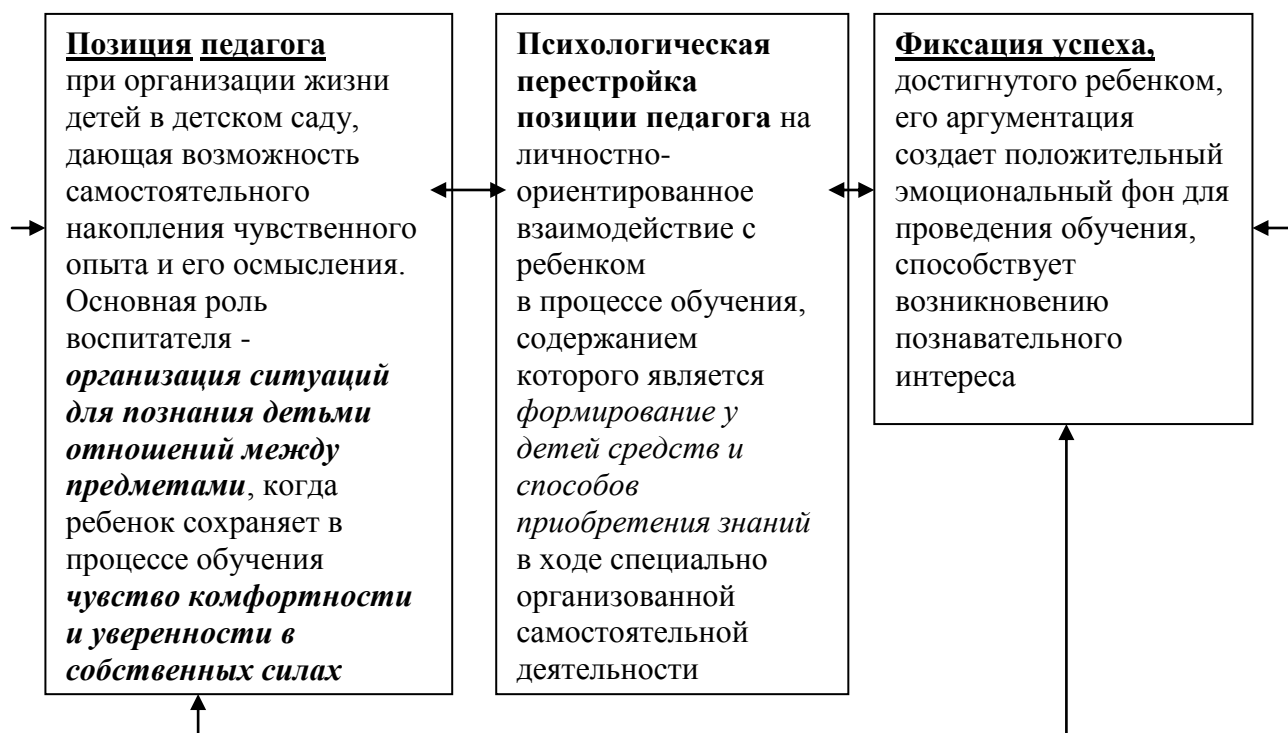 Позиция педагога
при организации жизни
детей в детском саду,
дающая возможность
самостоятельного
накопления чувственного
опыта и его осмысления.
Основная роль
воспитателя -
организация ситуаций
для познания детьми
отношений между
предметами, когда
ребенок сохраняет в
процессе обучения
чувство комфортности
и уверенности в
собственных силах
Психологическая
перестройка
позиции педагога на
личностно-
ориентированное
взаимодействие с
ребенком
в процессе обучения,
содержанием
которого является
формирование у
детей средств и
способов
приобретения знаний
в ходе специально
организованной
самостоятельной
деятельности
Фиксация успеха,
достигнутого ребенком,
его аргументация
создает положительный
эмоциональный фон для
проведения обучения,
способствует
возникновению
познавательного
интереса